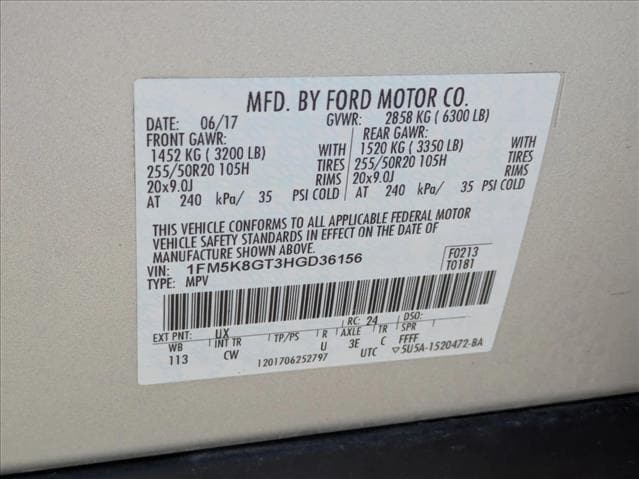 MFD. BY FORD MOTOR CO.
DATE: 06/17 GVWR: 2858 KG ( 6300 LB)
FRONT GAWR: REAR GAWR:
1452 KG ( 3200 LB) WITH 1520 KG ( 3350 LB) WITH
255/50R20 105H TIRES 255/50R20 105H TIRES
20x9.0J RIMS 20x9.0J RIMS
AT 240 kPa/ 35 PSI COLD AT 240 kPa/ 35 PSI COLD
THIS VEHICLE CONFORMS TO ALL APPLICABLE FEDERAL MOTOR
VEHICLE SAFETY STANDARDS IN EFFECT ON THE DATE OF
MANUFACTURE SHOWN ABOVE.
VIN: 1FM5K8GT3HGD36156 F0213
TYPE: MPV T0181
EXT PNT: UX RC: 24 DSO:
WB INT TR TP/PS R AXLE TR SPR
113 CW U 3E C FFFF
1201706252797 UTC ▽5U5A-1520472-BA